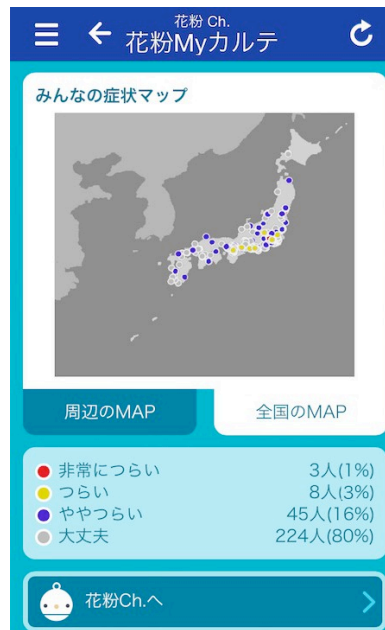 花粉 Ch.
花粉Myカルテ
みんなの症状マップ
周辺のMAP
全国のMAP
非常につらい 3人(1%)
つらい 8人(3%)
ややつらい 45人(16%)
大丈夫 224人(80%)
花粉Ch.へ